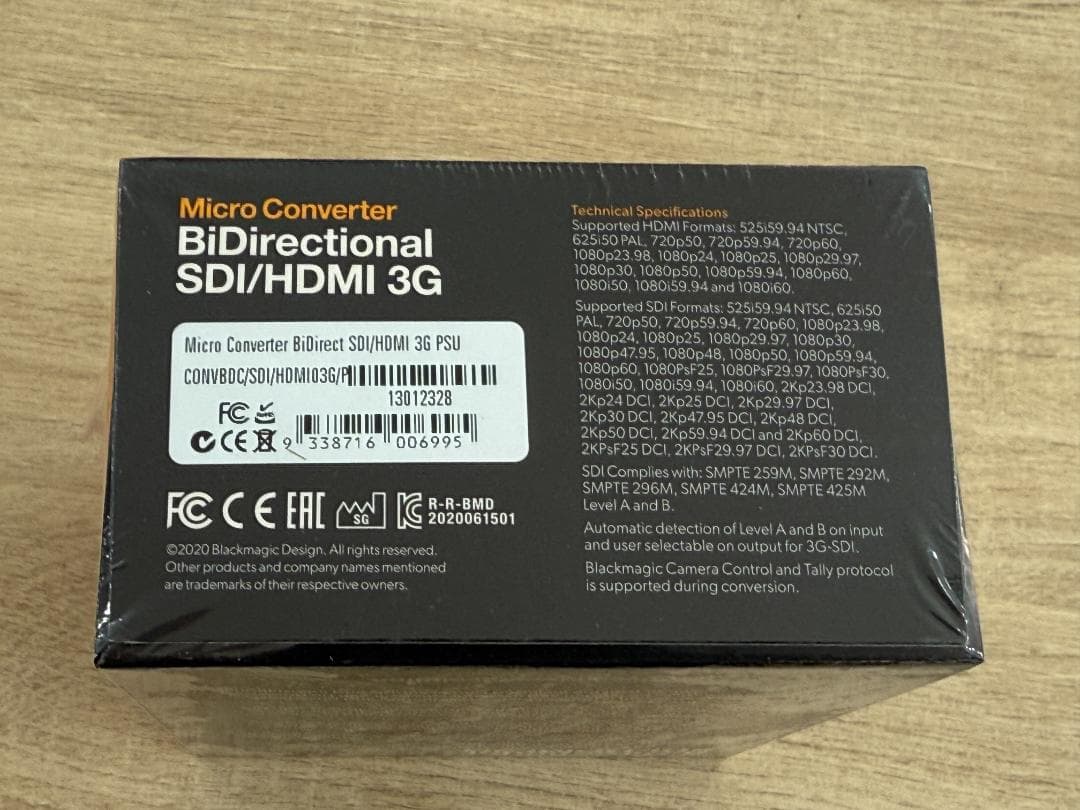 Micro Converter
BiDirectional
SDI/HDMI 3G
Micro Converter BiDirect SDI/HDMI 3G PSU
CONVBDC/SDI/HDMI03G/P
13012328
FC
CE
9 338716 006995
FC CE EAC SG R-R-BMD
2020061501
©2020 Blackmagic Design. All rights reserved.
Other products and company names mentioned
are trademarks of their respective owners.
Technical Specifications
Supported HDMI Formats: 525i59.94 NTSC,
625i50 PAL, 720p50, 720p59.94, 720p60,
1080p23.98, 1080p24, 1080p25, 1080p29.97,
1080p30, 1080p50, 1080p59.94, 1080p60,
1080i50, 1080i59.94 and 1080i60.
Supported SDI Formats: 525i59.94 NTSC, 625i50
PAL, 720p50, 720p59.94, 720p60, 1080p23.98,
1080p24, 1080p25, 1080p29.97, 1080p30,
1080p47.95, 1080p48, 1080p50, 1080p59.94,
1080p60, 1080PsF25, 1080PsF29.97, 1080PsF30,
1080i50, 1080i59.94, 1080i60, 2Kp23.98 DCI,
2Kp24 DCI, 2Kp25 DCI, 2Kp29.97 DCI,
2Kp30 DCI, 2Kp47.95 DCI, 2Kp48 DCI,
2Kp50 DCI, 2Kp59.94 DCI and 2Kp60 DCI,
2KPsF25 DCI, 2KPsF29.97 DCI, 2KPsF30 DCI.
SDI Complies with: SMPTE 259M, SMPTE 292M,
SMPTE 296M, SMPTE 424M, SMPTE 425M
Level A and B.
Automatic detection of Level A and B on input
and user selectable on output for 3G-SDI.
Blackmagic Camera Control and Tally protocol
is supported during conversion.